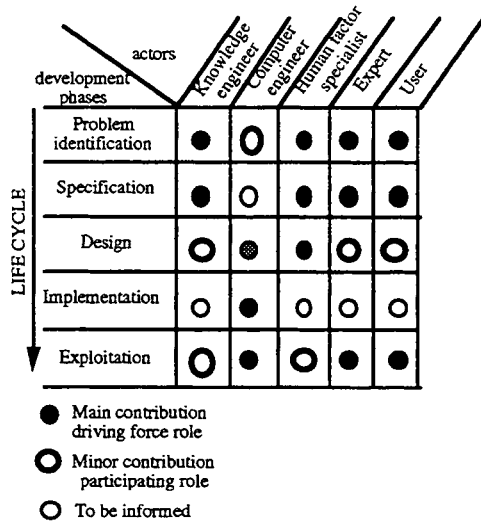 actors
Knowledge
engineer
Computer
engineer
Human factor
specialist
Expert
User
development
phases
LIFE CYCLE
Problem
identification
Specification
Design
Implementation
Exploitation
Main contribution
driving force role
Minor contribution
participating role
To be informed